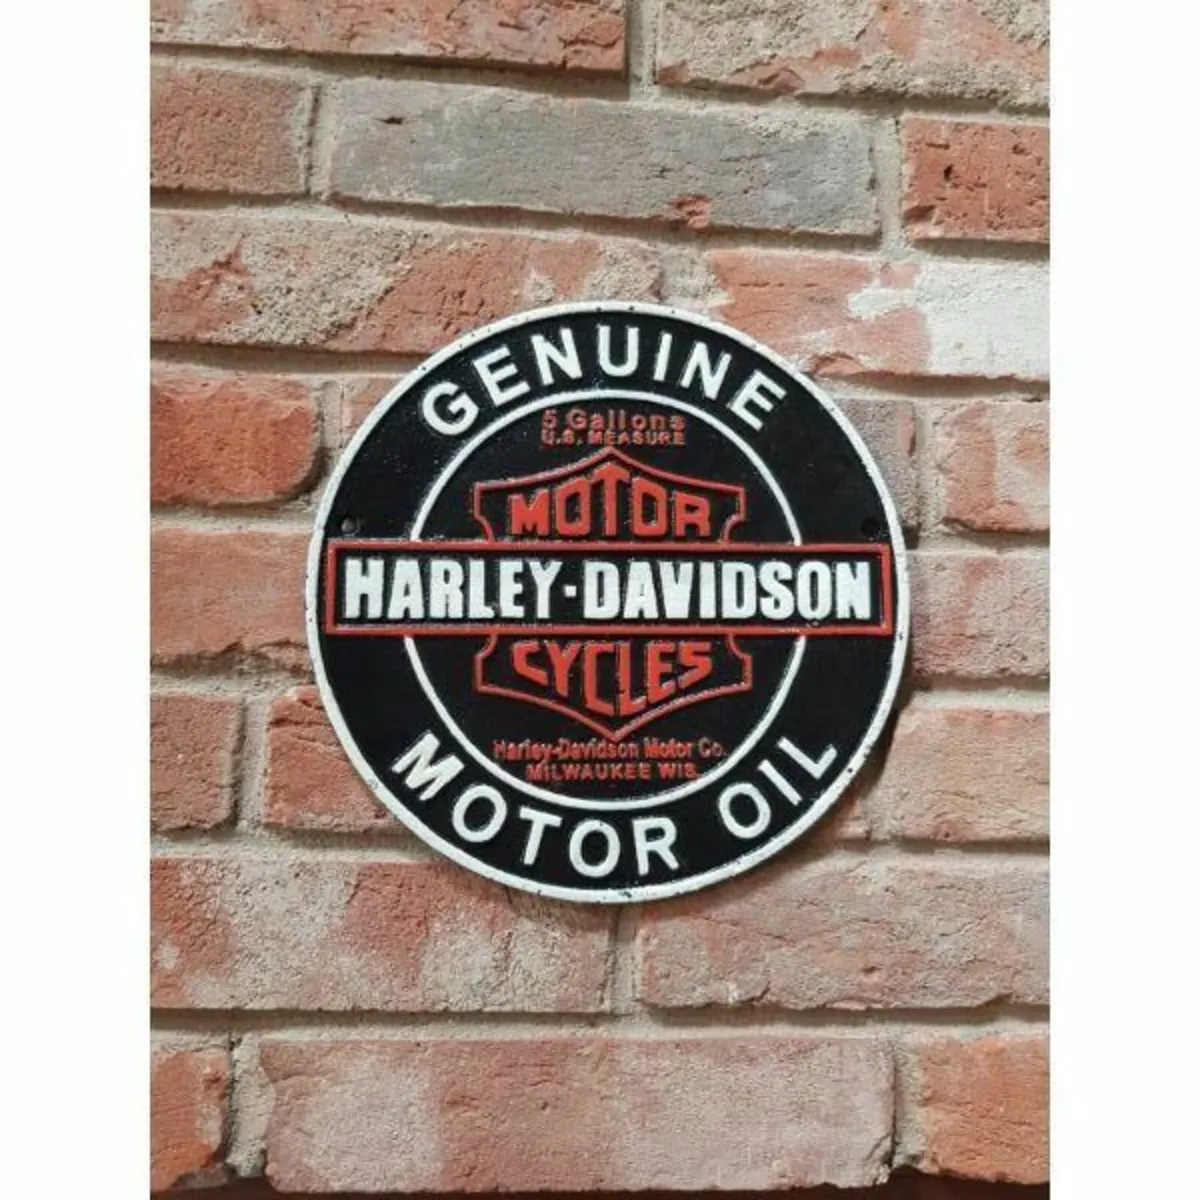 GENUINE
5 Gallons
U.S. MEASURE
MOTOR
HARLEY-DAVIDSON
CYCLES
Harley-Davidson Motor Co.
MILWAUKEE WIS.
MOTOR OIL